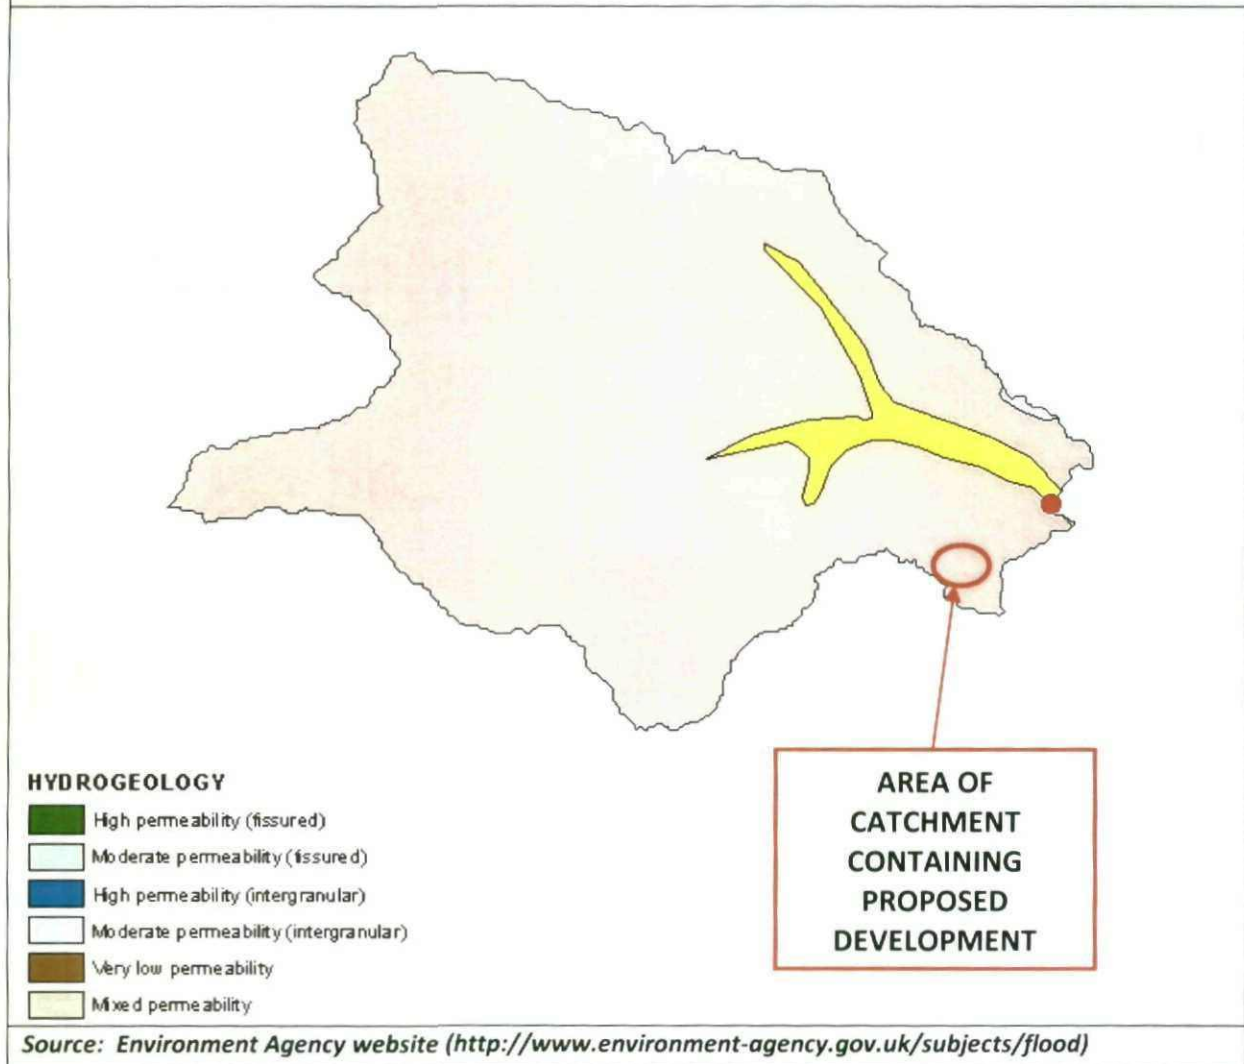 AREA OF
CATCHMENT
CONTAINING
PROPOSED
DEVELOPMENT
HYDROGEOLOGY
High permeability (fissured)
Moderate permeability (fissured)
High permeability (intergranular)
Moderate permeability (intergranular)
Very low permeability
Mixed permeability
Source: Environment Agency website (http://www.environment-agency.gov.uk/subjects/flood)